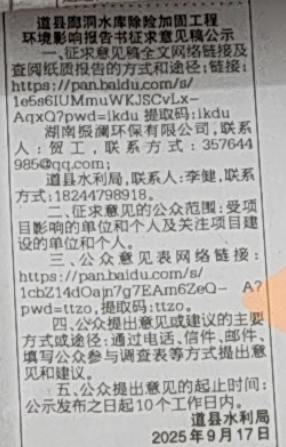 道县廊洞水库除险加固工程
环境影响报告书征求意见稿公示
一、征求意见稿全文网络链接及
查阅纸质报告的方式和途径;链接:
https://pan.baidu.com/s/
1e5s6IUMmuWKJSCvLx-
AqxQ?pwd=ikdu 提取码:ikdu
湖南振澜环保有限公司,联系
人:贺工,联系方式:357644
985@qq.com;
道县水利局,联系人:李健,联系
方式:18244798918。
二、征求意见的公众范围:受项
目影响的单位和个人及关注项目建
设的单位和个人。
三、公众意见表网络链接:
https://pan.baidu.com/s/
1cbZ14dOajn7g7EAm6ZeQ- A?
pwd=ttzo,提取码:ttzo。
四、公众提出意见或建议的主要
方式或途径:通过电话、信件、邮件、
填写公众参与调查表等方式提出意
见和建议。
五、公众提出意见的起止时间:
公示发布之日起10个工作日内。
道县水利局
2025年9月17日